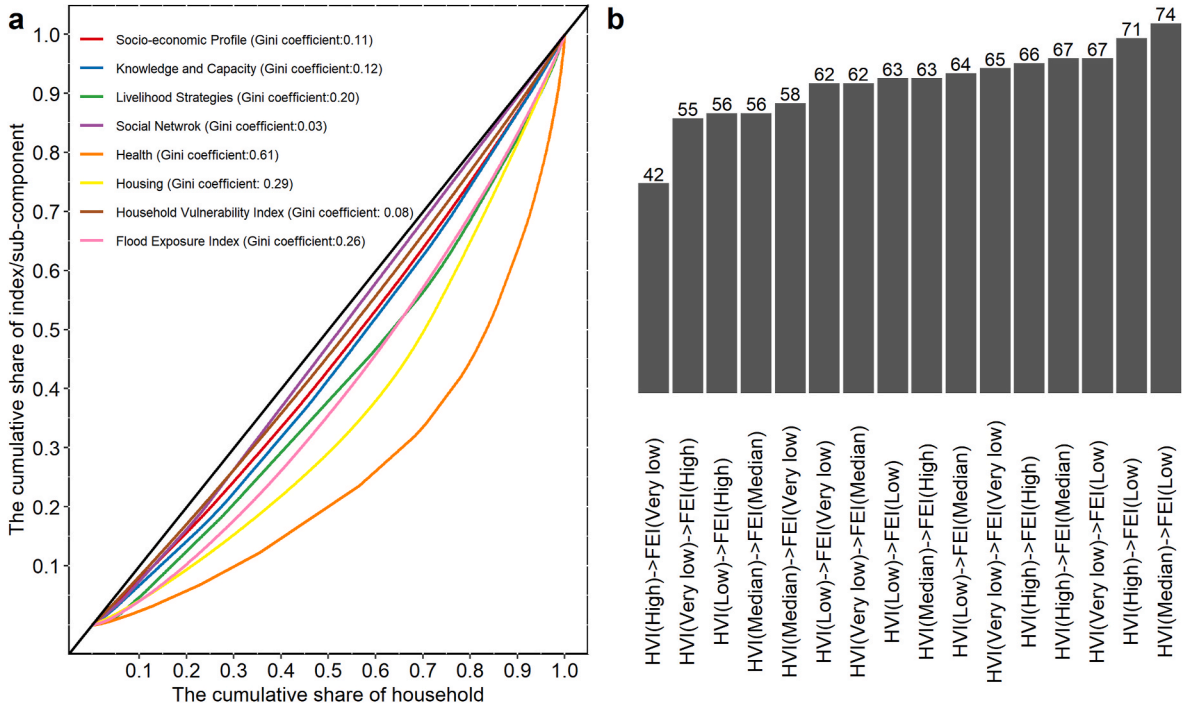 a
The cumulative share of index/sub-component
1.0
0.9
0.8
0.7
0.6
0.5
0.4
0.3
0.2
0.1
Socio-economic Profile (Gini coefficient:0.11)
Knowledge and Capacity (Gini coefficient:0.12)
Livelihood Strategies (Gini coefficient:0.20)
Social Netwrok (Gini coefficient:0.03)
Health (Gini coefficient:0.61)
Housing (Gini coefficient: 0.29)
Household Vulnerability Index (Gini coefficient: 0.08)
Flood Exposure Index (Gini coefficient:0.26)
0.1 0.2 0.3 0.4 0.5 0.6 0.7 0.8 0.9 1.0
The cumulative share of household
b
42 55 56 56 58 62 62 63 63 64 65 66 67 67 71 74
HVI(High)->FEI(Very low)
HVI(Very low)->FEI(High)
HVI(Low)->FEI(High)
HVI(Median)->FEI(Median)
HVI(Median)->FEI(Very low)
HVI(Low)->FEI(Very low)
HVI(Very low)->FEI(Median)
HVI(Low)->FEI(Low)
HVI(Median)->FEI(High)
HVI(Low)->FEI(Median)
HVI(Very low)->FEI(Very low)
HVI(High)->FEI(High)
HVI(High)->FEI(Median)
HVI(Very low)->FEI(Low)
HVI(High)->FEI(Low)
HVI(Median)->FEI(Low)